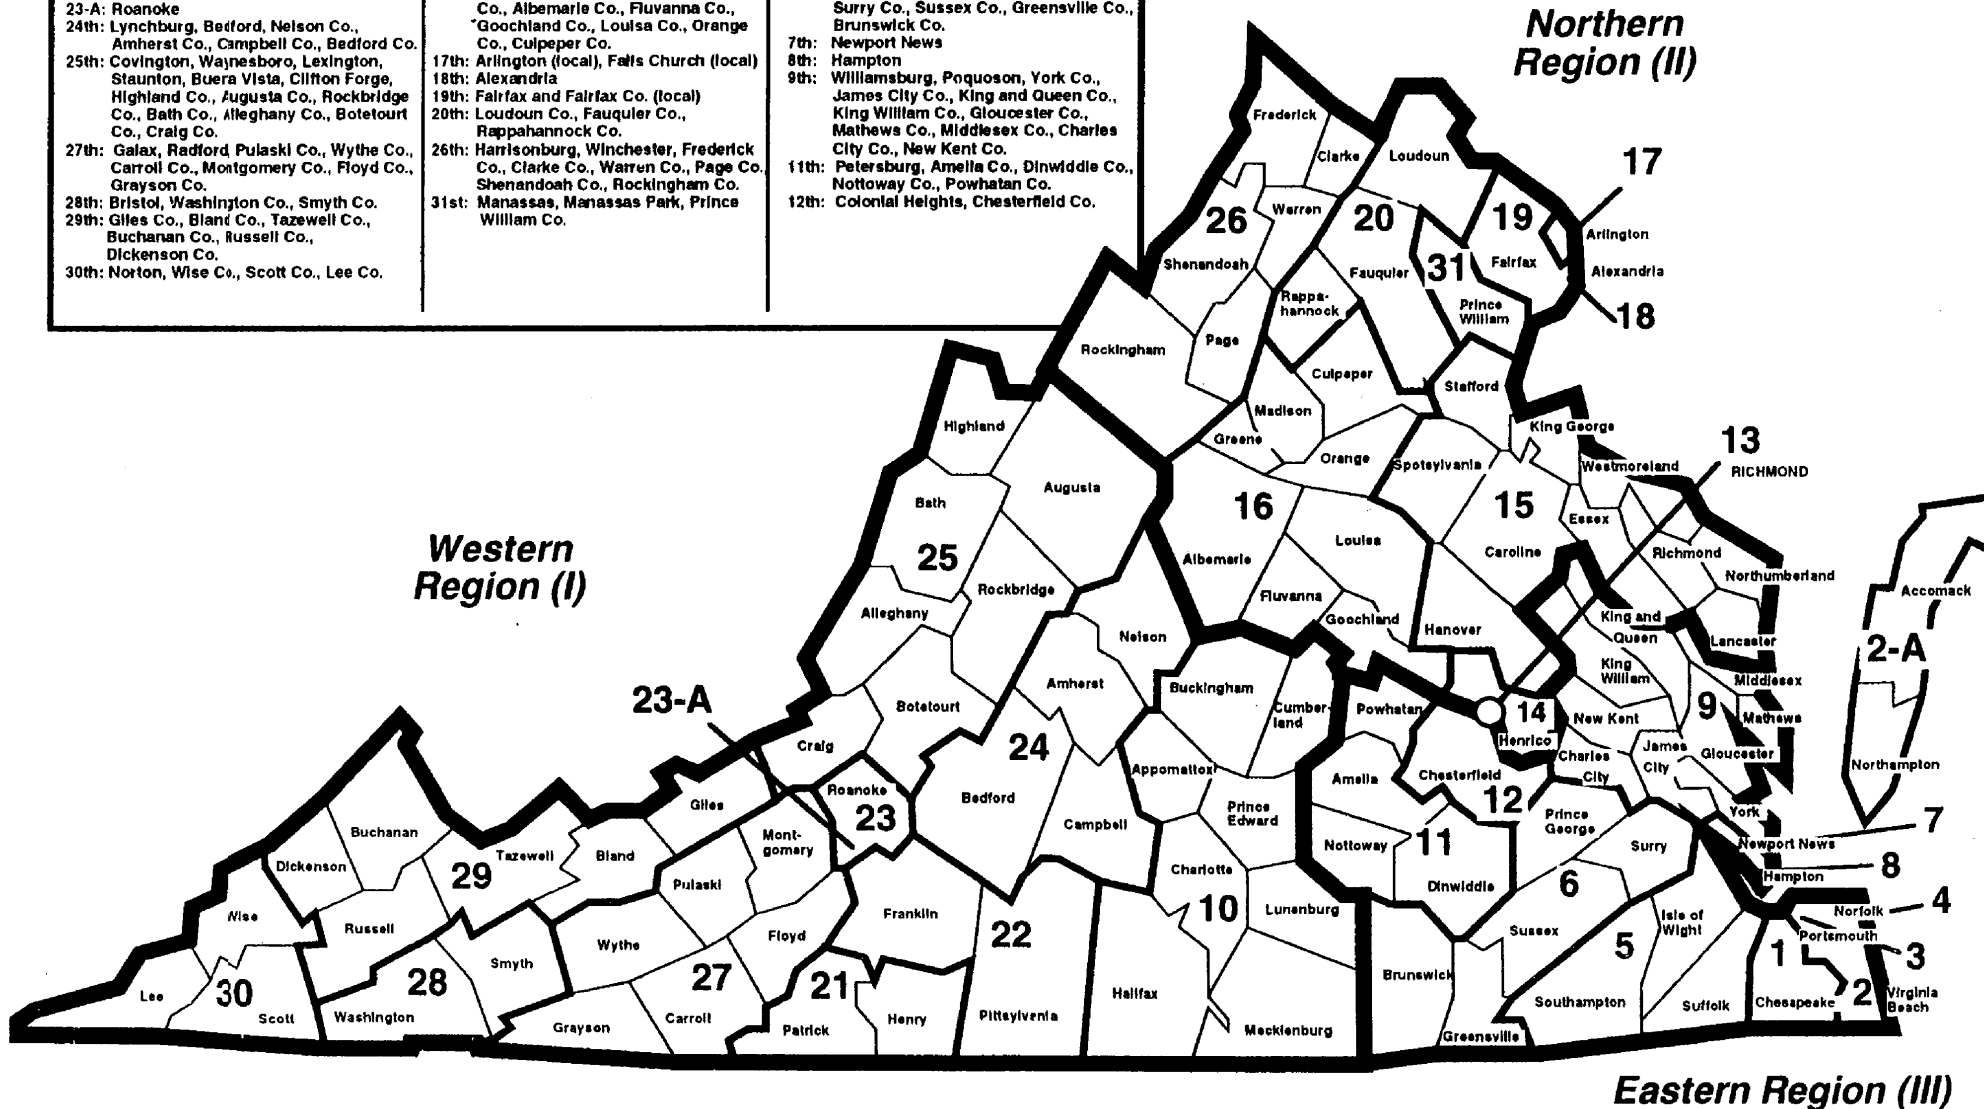 23-A: Roanoke
24th: Lynchburg, Bedford, Nelson Co.,
Amherst Co., Campbell Co., Bedford Co.
25th: Covington, Waynesboro, Lexington,
Staunton, Buera Vista, Clifton Forge,
Highland Co., Augusta Co., Rockbridge
Co., Bath Co., Alleghany Co., Botetourt
Co., Craig Co.
27th: Galax, Radford, Pulaski Co., Wythe Co.,
Carroll Co., Montgomery Co., Floyd Co.,
Grayson Co.
28th: Bristol, Washington Co., Smyth Co.
29th: Giles Co., Bland Co., Tazewell Co.,
Buchanan Co., Russell Co.,
Dickenson Co.
30th: Norton, Wise Co., Scott Co., Lee Co.
Co., Albemarle Co., Fluvanna Co.,
Goochland Co., Louisa Co., Orange
Co., Culpeper Co.
17th: Arlington (local), Falls Church (local)
18th: Alexandria
19th: Fairfax and Fairfax Co. (local)
20th: Loudoun Co., Fauquier Co.,
Rappahannock Co.
26th: Harrisonburg, Winchester, Frederick
Co., Clarke Co., Warren Co., Page Co.,
Shenandoah Co., Rockingham Co.
31st: Manassas, Manassas Park, Prince
William Co.
Surry Co., Sussex Co., Greensville Co.,
Brunswick Co.
7th: Newport News
8th: Hampton
9th: Williamsburg, Poquoson, York Co.,
James City Co., King and Queen Co.,
King William Co., Gloucester Co.,
Mathews Co., Middlesex Co., Charles
City Co., New Kent Co.
11th: Petersburg, Amelia Co., Dinwiddie Co.,
Nottoway Co., Powhatan Co.
12th: Colonial Heights, Chesterfield Co.
Northern
Region (II)
Frederick
Clarke
Loudoun
17
26
Warren
20
19
Arlington
Shenandoah
Fauquier
31
Fairfax
Alexandria
Rappa-
hannock
Prince
William
18
Rockingham
Page
Culpeper
Stafford
Highland
Madison
Greene
King George
13
RICHMOND
Orange
Spotsylvania
Westmoreland
Augusta
Bath
16
15
Essex
Western
Region (I)
25
Albemarle
Louisa
Caroline
Richmond
Northumberland
Rockbridge
Fluvanna
Accomack
Alleghany
Goochland
Hanover
King and
Queen
Nelson
Lancaster
2-A
King
William
Middlesex
23-A
Amherst
Buckingham
Botetourt
Cumber-
land
Powhatan
14
New Kent
9
Mathews
Craig
24
Henrico
Charles
City
James
City
Gloucester
Northampton
Appomattox
Amelia
Chesterfield
Giles
Roanoke
23
Bedford
12
Prince
Edward
Prince
George
York
7
Campbell
Buchanan
Mont-
gomery
11
Nottoway
Surry
Newport News
Dickenson
29
Tazewell
Bland
Pulaski
Charlotte
Dinwiddie
6
Hampton
8
Wise
Russell
Franklin
10
Lunenburg
Norfolk
4
Isle of
Wight
Wythe
Floyd
22
Sussex
5
Portsmouth
1
3
Smyth
28
27
21
Brunswick
Lee
30
Halifax
Southampton
Suffolk
Chesapeake
2
Virginia
Beach
Scott
Washington
Grayson
Carroll
Patrick
Henry
Pittsylvania
Mecklenburg
Greensville
Eastern Region (III)